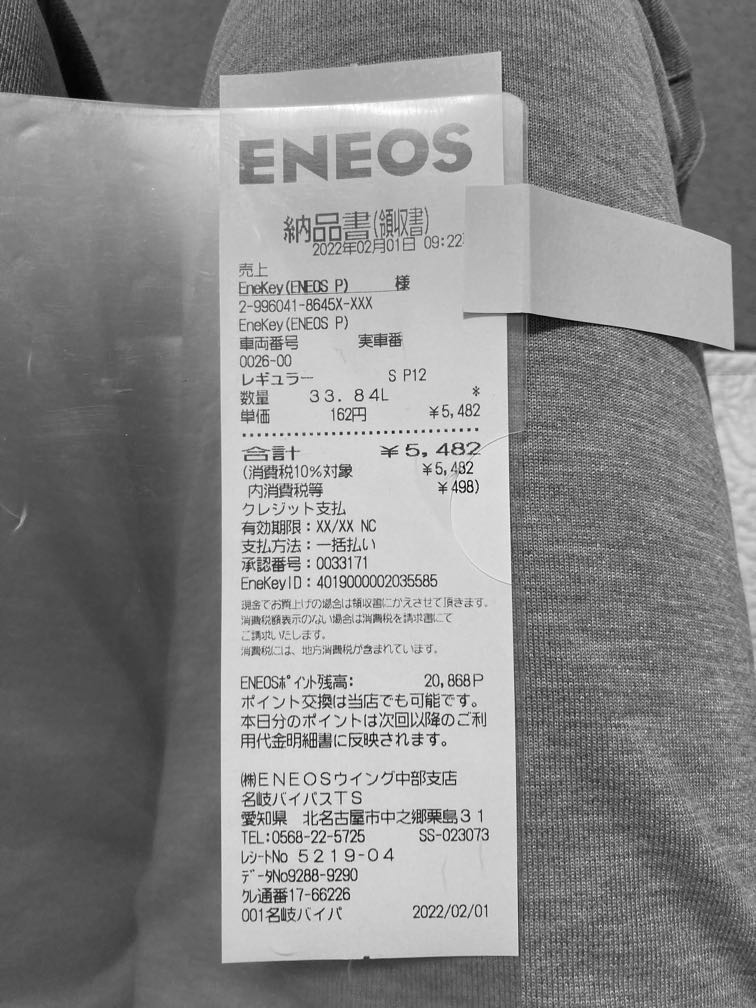 ENEOS
納品書(領収書)
2022年02月01日 09:22
売上
EneKey(ENEOS P) 様
2-996041-8645X-XXX
EneKey(ENEOS P)
車両番号 実車番
0026-00
レギュラー S P12
数量 33.84L *
単価 162円 ¥5,482
合計 ¥5,482
(消費税10%対象 ¥5,482
内消費税等 ¥498)
クレジット支払
有効期限:XX/XX NC
支払方法:一括払い
承認番号:0033171
EneKeyID:4019000002035585
現金でお買上げの場合は領収書にかえさせて頂きます。
消費税額表示のない場合は消費税を請求書にて
ご請求いたします。
消費税には、地方消費税が含まれています。
ENEOSポイント残高: 20,868P
ポイント交換は当店でも可能です。
本日分のポイントは次回以降のご利
用代金明細書に反映されます。
㈱ENEOSウイング中部支店
名岐バイパスTS
愛知県 北名古屋市中之郷栗島31
TEL:0568-22-5725 SS-023073
レシートNo 5219-04
データNo9288-9290
クレ通番17-66226
001名岐バイパ 2022/02/01